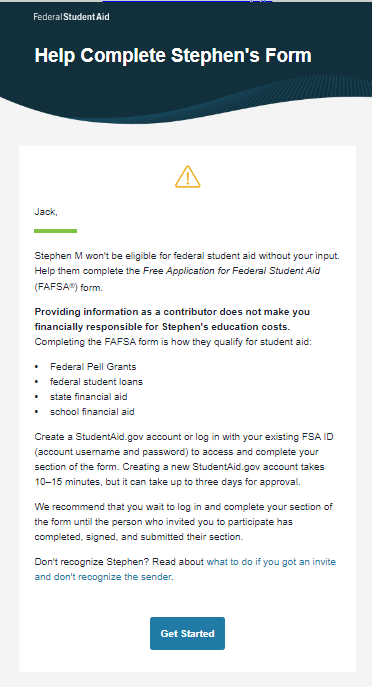 Federal Student Aid
Help Complete Stephen's Form
Jack,
Stephen M won't be eligible for federal student aid without your input.
Help them complete the Free Application for Federal Student Aid
(FAFSA®) form.
Providing information as a contributor does not make you
financially responsible for Stephen's education costs.
Completing the FAFSA form is how they qualify for student aid:
• Federal Pell Grants
• federal student loans
• state financial aid
• school financial aid
Create a StudentAid.gov account or log in with your existing FSA ID
(account username and password) to access and complete your
section of the form. Creating a new StudentAid.gov account takes
10–15 minutes, but it can take up to three days for approval.
We recommend that you wait to log in and complete your section of
the form until the person who invited you to participate has
completed, signed, and submitted their section.
Don't recognize Stephen? Read about what to do if you got an invite
and don't recognize the sender.
Get Started